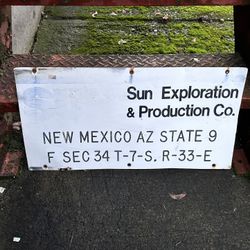 Sun Exploration
& Production Co.
NEW MEXICO AZ STATE 9
F SEC 34 T-7-S, R-33-E